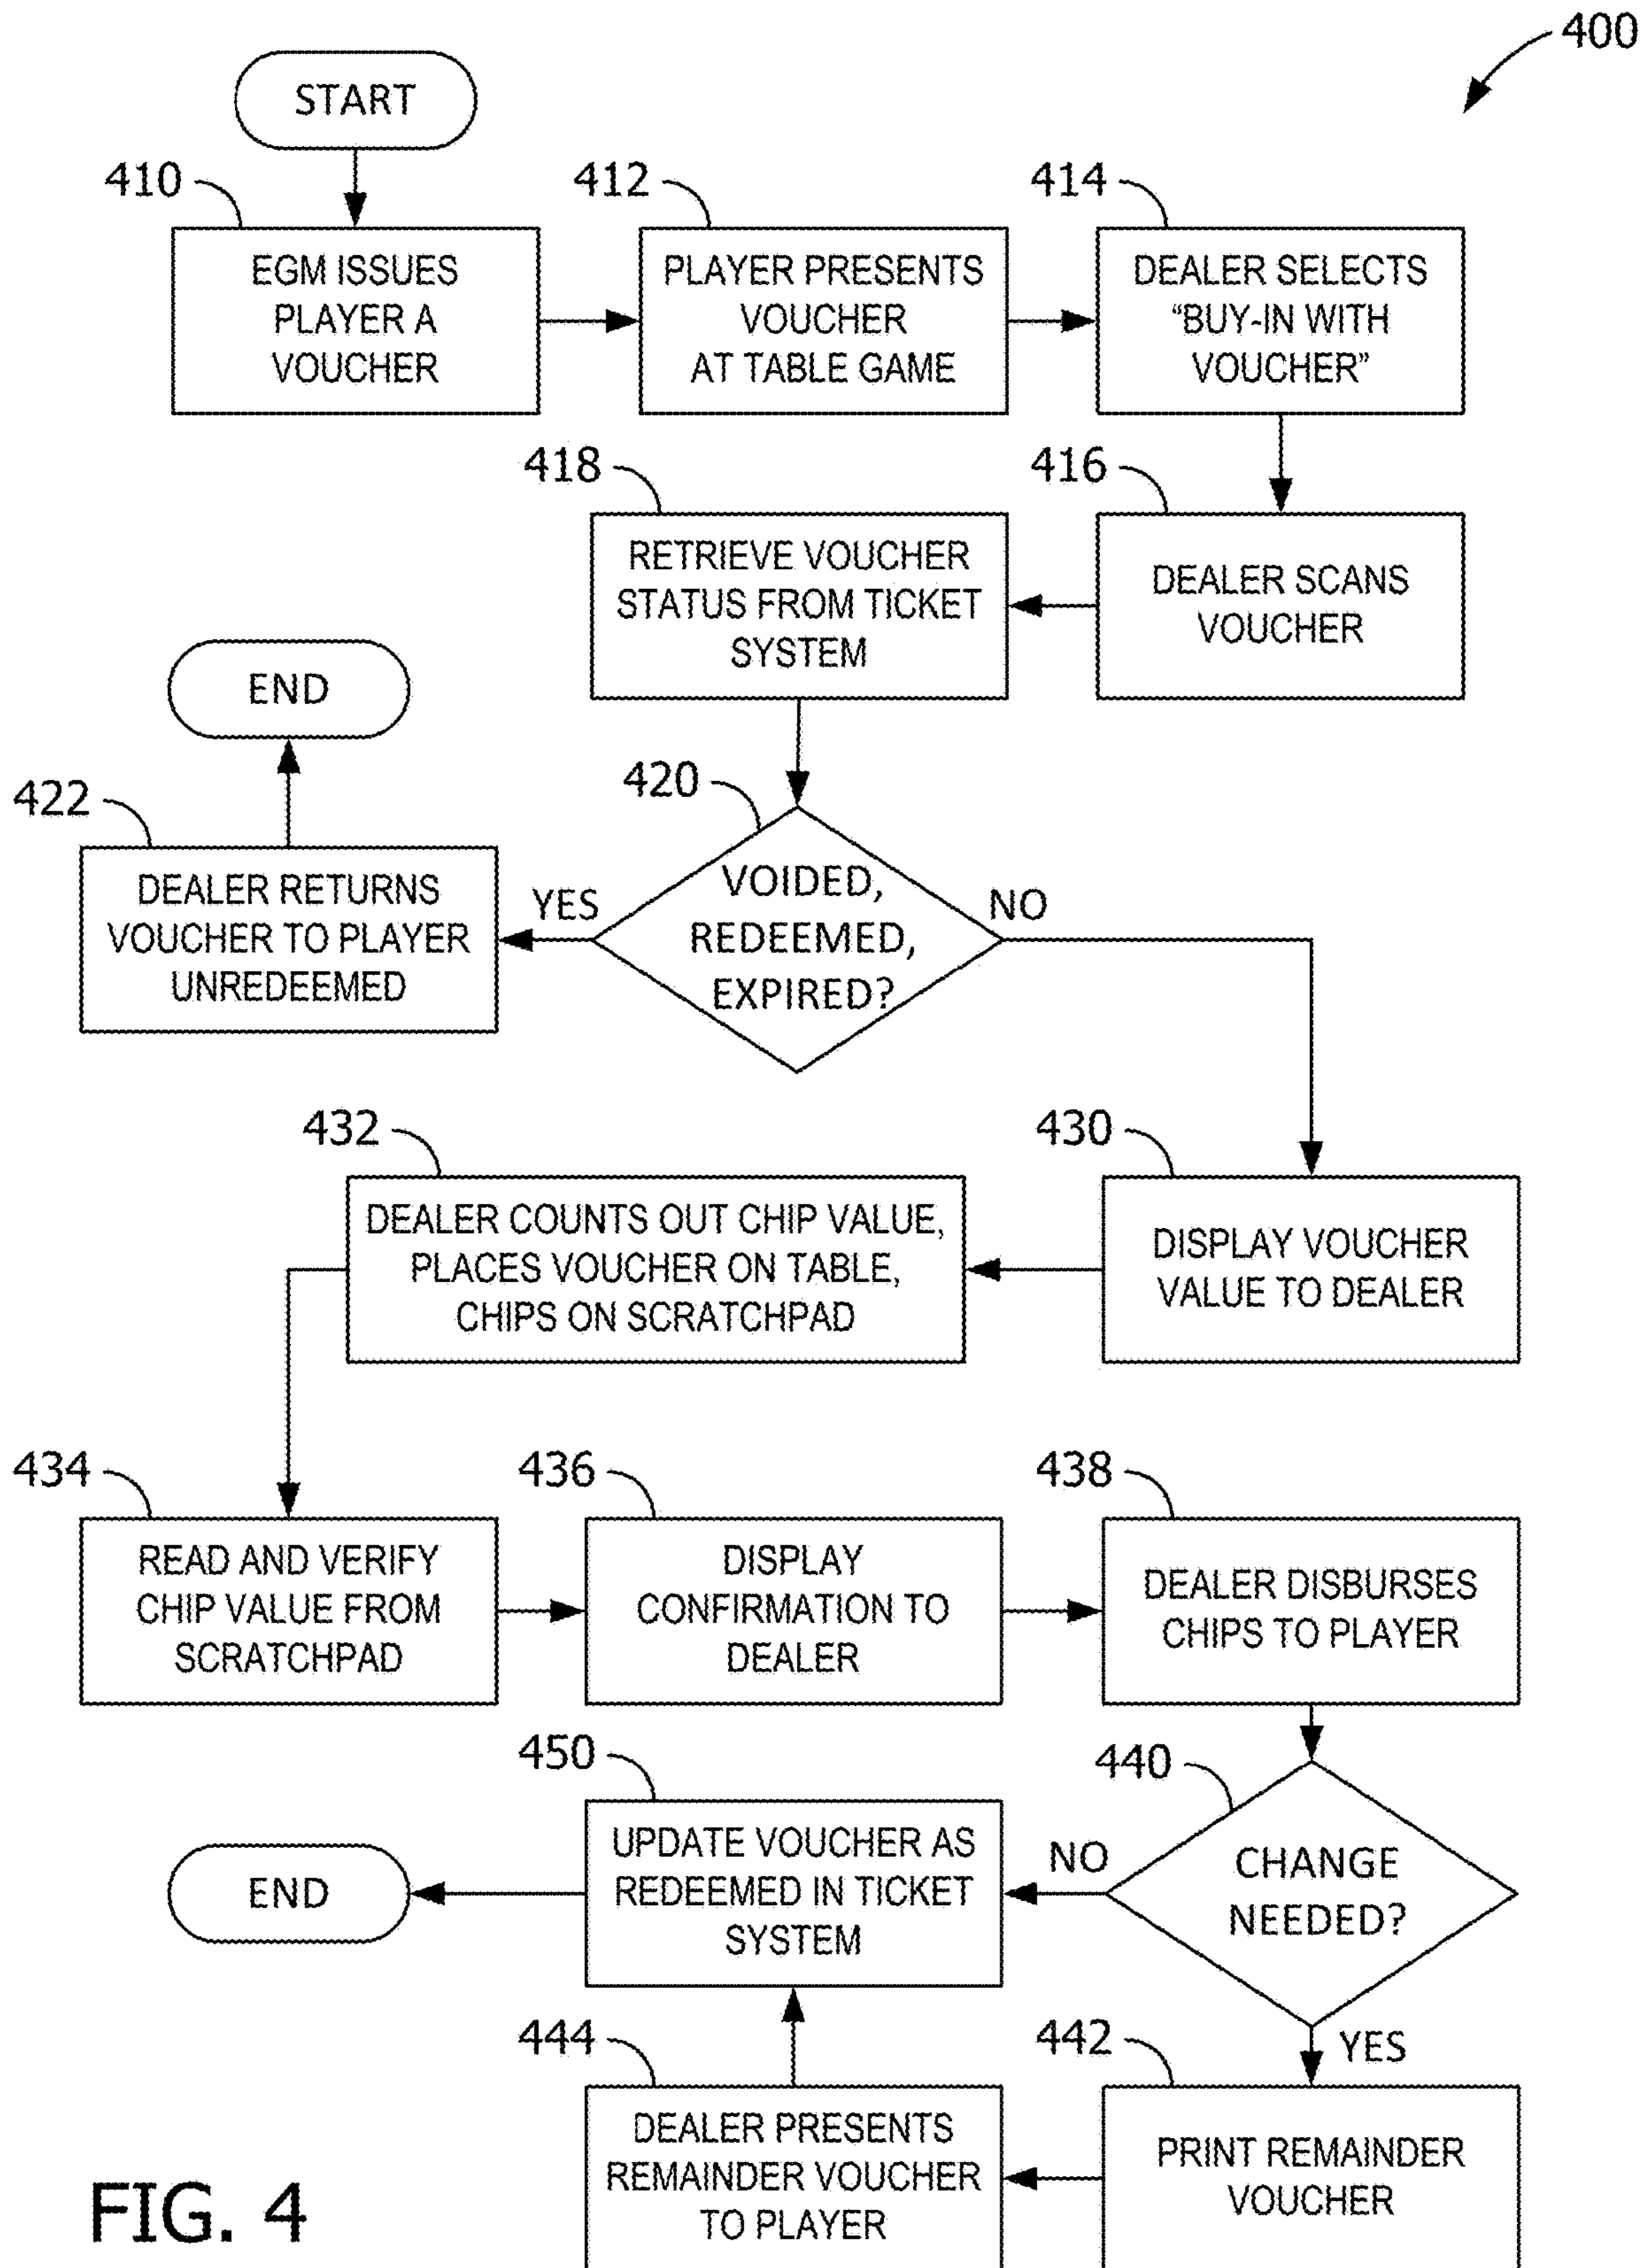 400
START
410
EGM ISSUES
PLAYER A
VOUCHER
412
PLAYER PRESENTS
VOUCHER
AT TABLE GAME
414
DEALER SELECTS
“BUY-IN WITH
VOUCHER”
416
DEALER SCANS
VOUCHER
418
RETRIEVE VOUCHER
STATUS FROM TICKET
SYSTEM
420
VOIDED,
REDEEMED,
EXPIRED?
YES
NO
422
DEALER RETURNS
VOUCHER TO PLAYER
UNREDEEMED
END
430
DISPLAY VOUCHER
VALUE TO DEALER
432
DEALER COUNTS OUT CHIP VALUE,
PLACES VOUCHER ON TABLE,
CHIPS ON SCRATCHPAD
434
READ AND VERIFY
CHIP VALUE FROM
SCRATCHPAD
436
DISPLAY
CONFIRMATION TO
DEALER
438
DEALER DISBURSES
CHIPS TO PLAYER
440
CHANGE
NEEDED?
NO
YES
442
PRINT REMAINDER
VOUCHER
444
DEALER PRESENTS
REMAINDER VOUCHER
TO PLAYER
450
UPDATE VOUCHER AS
REDEEMED IN TICKET
SYSTEM
END
FIG. 4